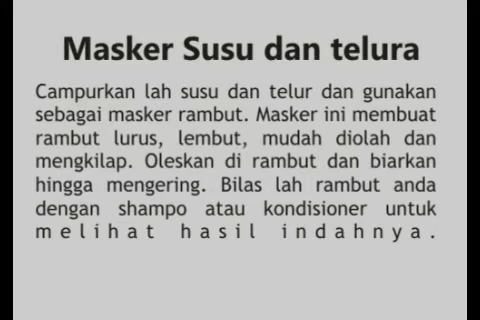 Masker Susu dan telura
Campurkan lah susu dan telur dan gunakan
sebagai masker rambut. Masker ini membuat
rambut lurus, lembut, mudah diolah dan
mengkilap. Oleskan di rambut dan biarkan
hingga mengering. Bilas lah rambut anda
dengan shampo atau kondisioner untuk
melihat hasil indahnya.